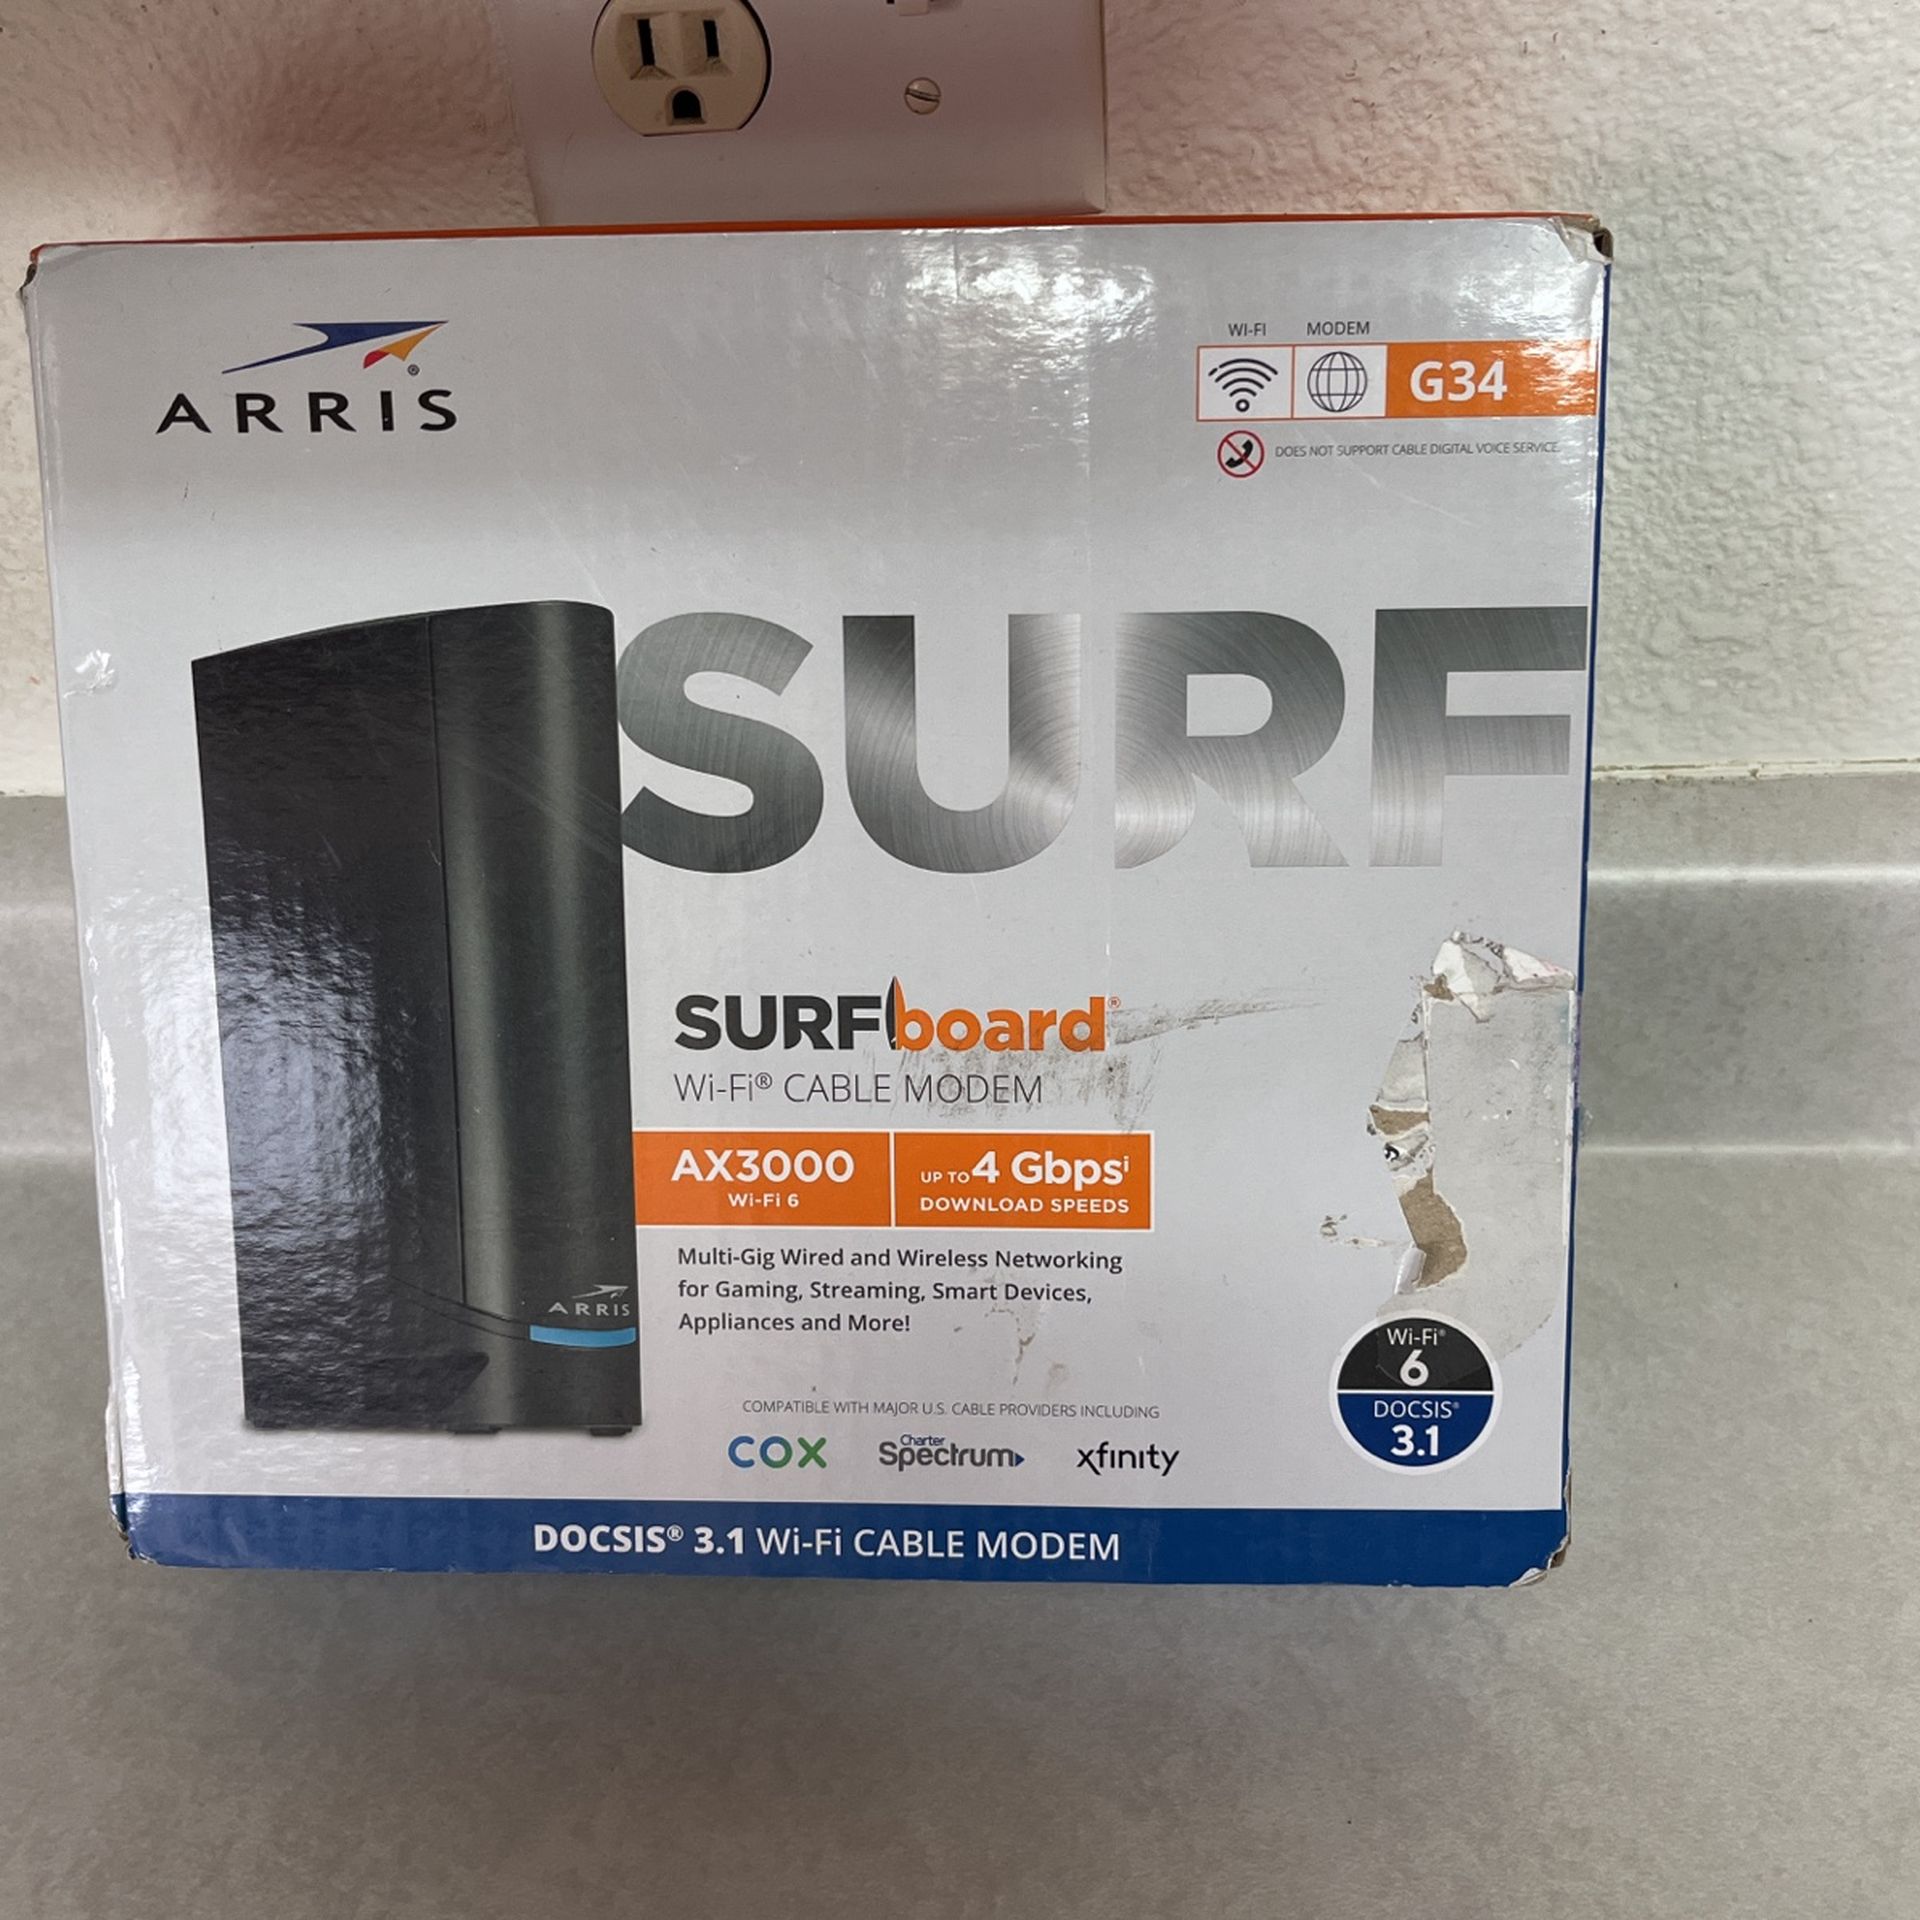 ARRIS®
WI-FI MODEM
G34
DOES NOT SUPPORT CABLE DIGITAL VOICE SERVICE.
SURF
SURFboard®
Wi-Fi® CABLE MODEM
AX3000
Wi-Fi 6
UP TO 4 Gbpsⁱ
DOWNLOAD SPEEDS
Multi-Gig Wired and Wireless Networking
for Gaming, Streaming, Smart Devices,
Appliances and More!
ARRIS
COMPATIBLE WITH MAJOR U.S. CABLE PROVIDERS INCLUDING
COX Charter Spectrum xfinity
Wi-Fi®
6
DOCSIS®
3.1
DOCSIS® 3.1 Wi-Fi CABLE MODEM